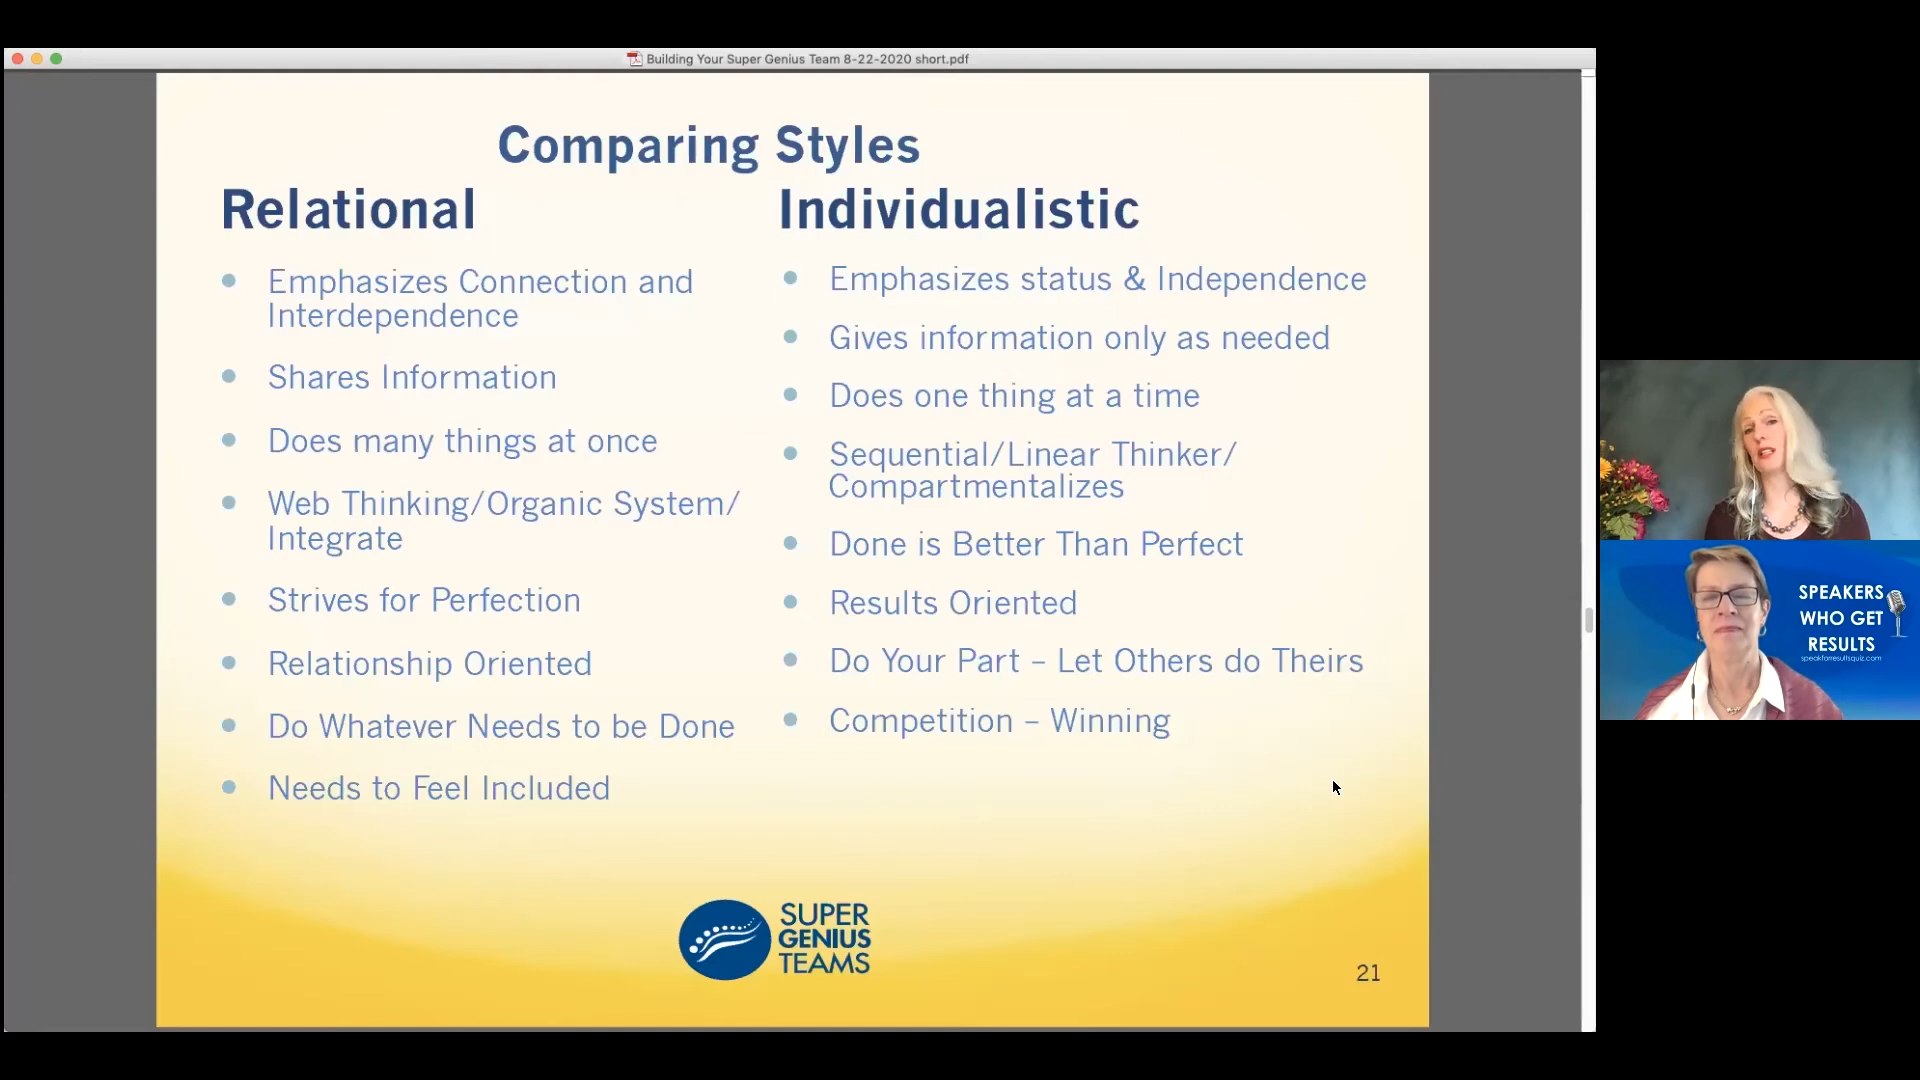 Building Your Super Genius Team 8-22-2020 short.pdf
Comparing Styles
Relational
Emphasizes Connection and
Interdependence
Shares Information
Does many things at once
Web Thinking/Organic System/
Integrate
Strives for Perfection
Relationship Oriented
Do Whatever Needs to be Done
Needs to Feel Included
Individualistic
Emphasizes status & Independence
Gives information only as needed
Does one thing at a time
Sequential/Linear Thinker/
Compartmentalizes
Done is Better Than Perfect
Results Oriented
Do Your Part – Let Others do Theirs
Competition – Winning
SUPER
GENIUS
TEAMS
21
SPEAKERS
WHO GET
RESULTS
speakforresultsquiz.com